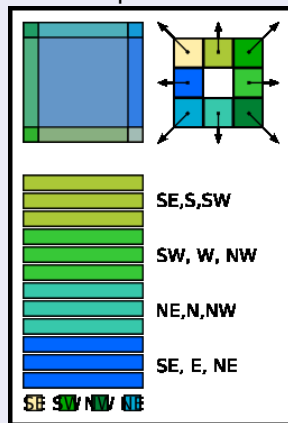 SE,S,SW
SW, W, NW
NE,N,NW
SE, E, NE
SE SW NW NE